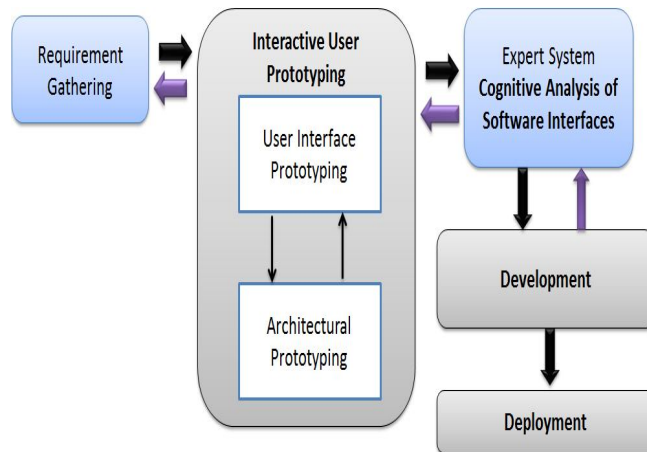 Requirement
Gathering
Interactive User
Prototyping
User Interface
Prototyping
Architectural
Prototyping
Expert System
Cognitive Analysis of
Software Interfaces
Development
Deployment